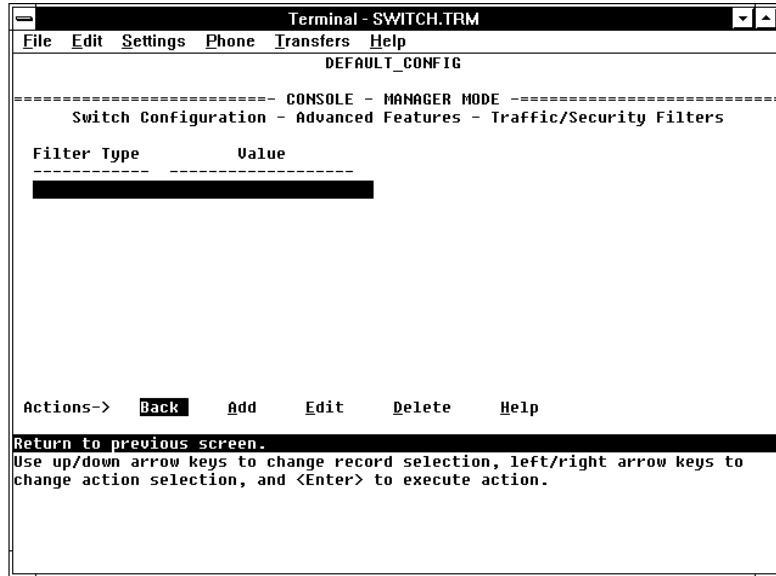 Terminal - SWITCH.TRM
File Edit Settings Phone Transfers Help
DEFAULT_CONFIG
===========================- CONSOLE - MANAGER MODE -===========================
Switch Configuration - Advanced Features - Traffic/Security Filters
Filter Type Value
------------ -------------------
Actions-> Back Add Edit Delete Help
Return to previous screen.
Use up/down arrow keys to change record selection, left/right arrow keys to
change action selection, and <Enter> to execute action.